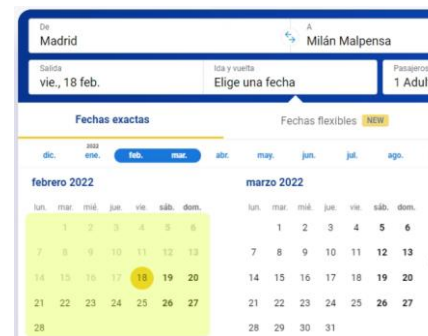 De
Madrid
A
Milán Malpensa
Salida
vie., 18 feb.
Ida y vuelta
Elige una fecha
Pasajeros
1 Adul
Fechas exactas
Fechas flexibles NEW
2022
dic. ene. feb. mar. abr. may. jun. jul. ago.
febrero 2022
lun. mar. mié. jue. vie. sáb. dom.
1 2 3 4 5 6
7 8 9 10 11 12 13
14 15 16 17 18 19 20
21 22 23 24 25 26 27
28
marzo 2022
lun. mar. mié. jue. vie. sáb. dom.
1 2 3 4 5 6
7 8 9 10 11 12 13
14 15 16 17 18 19 20
21 22 23 24 25 26 27
28 29 30 31